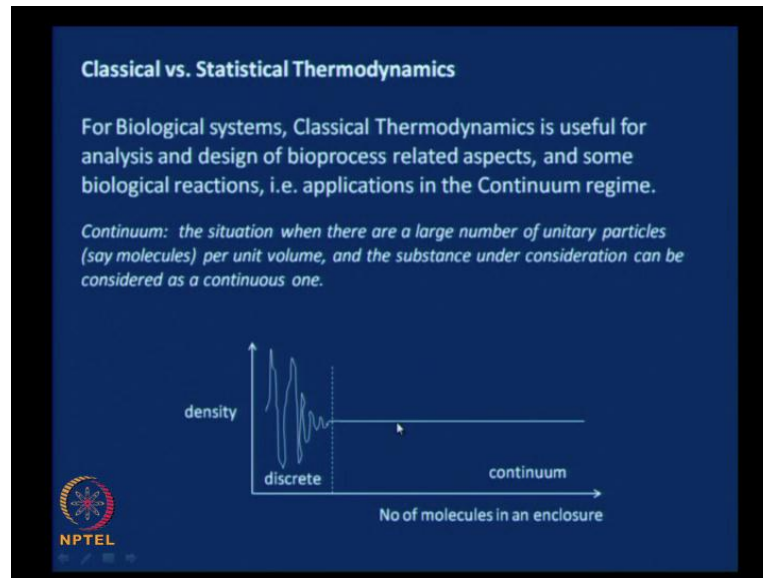 Classical vs. Statistical Thermodynamics
For Biological systems, Classical Thermodynamics is useful for
analysis and design of bioprocess related aspects, and some
biological reactions, i.e. applications in the Continuum regime.
Continuum: the situation when there are a large number of unitary particles
(say molecules) per unit volume, and the substance under consideration can be
considered as a continuous one.
density
discrete
continuum
No of molecules in an enclosure
NPTEL